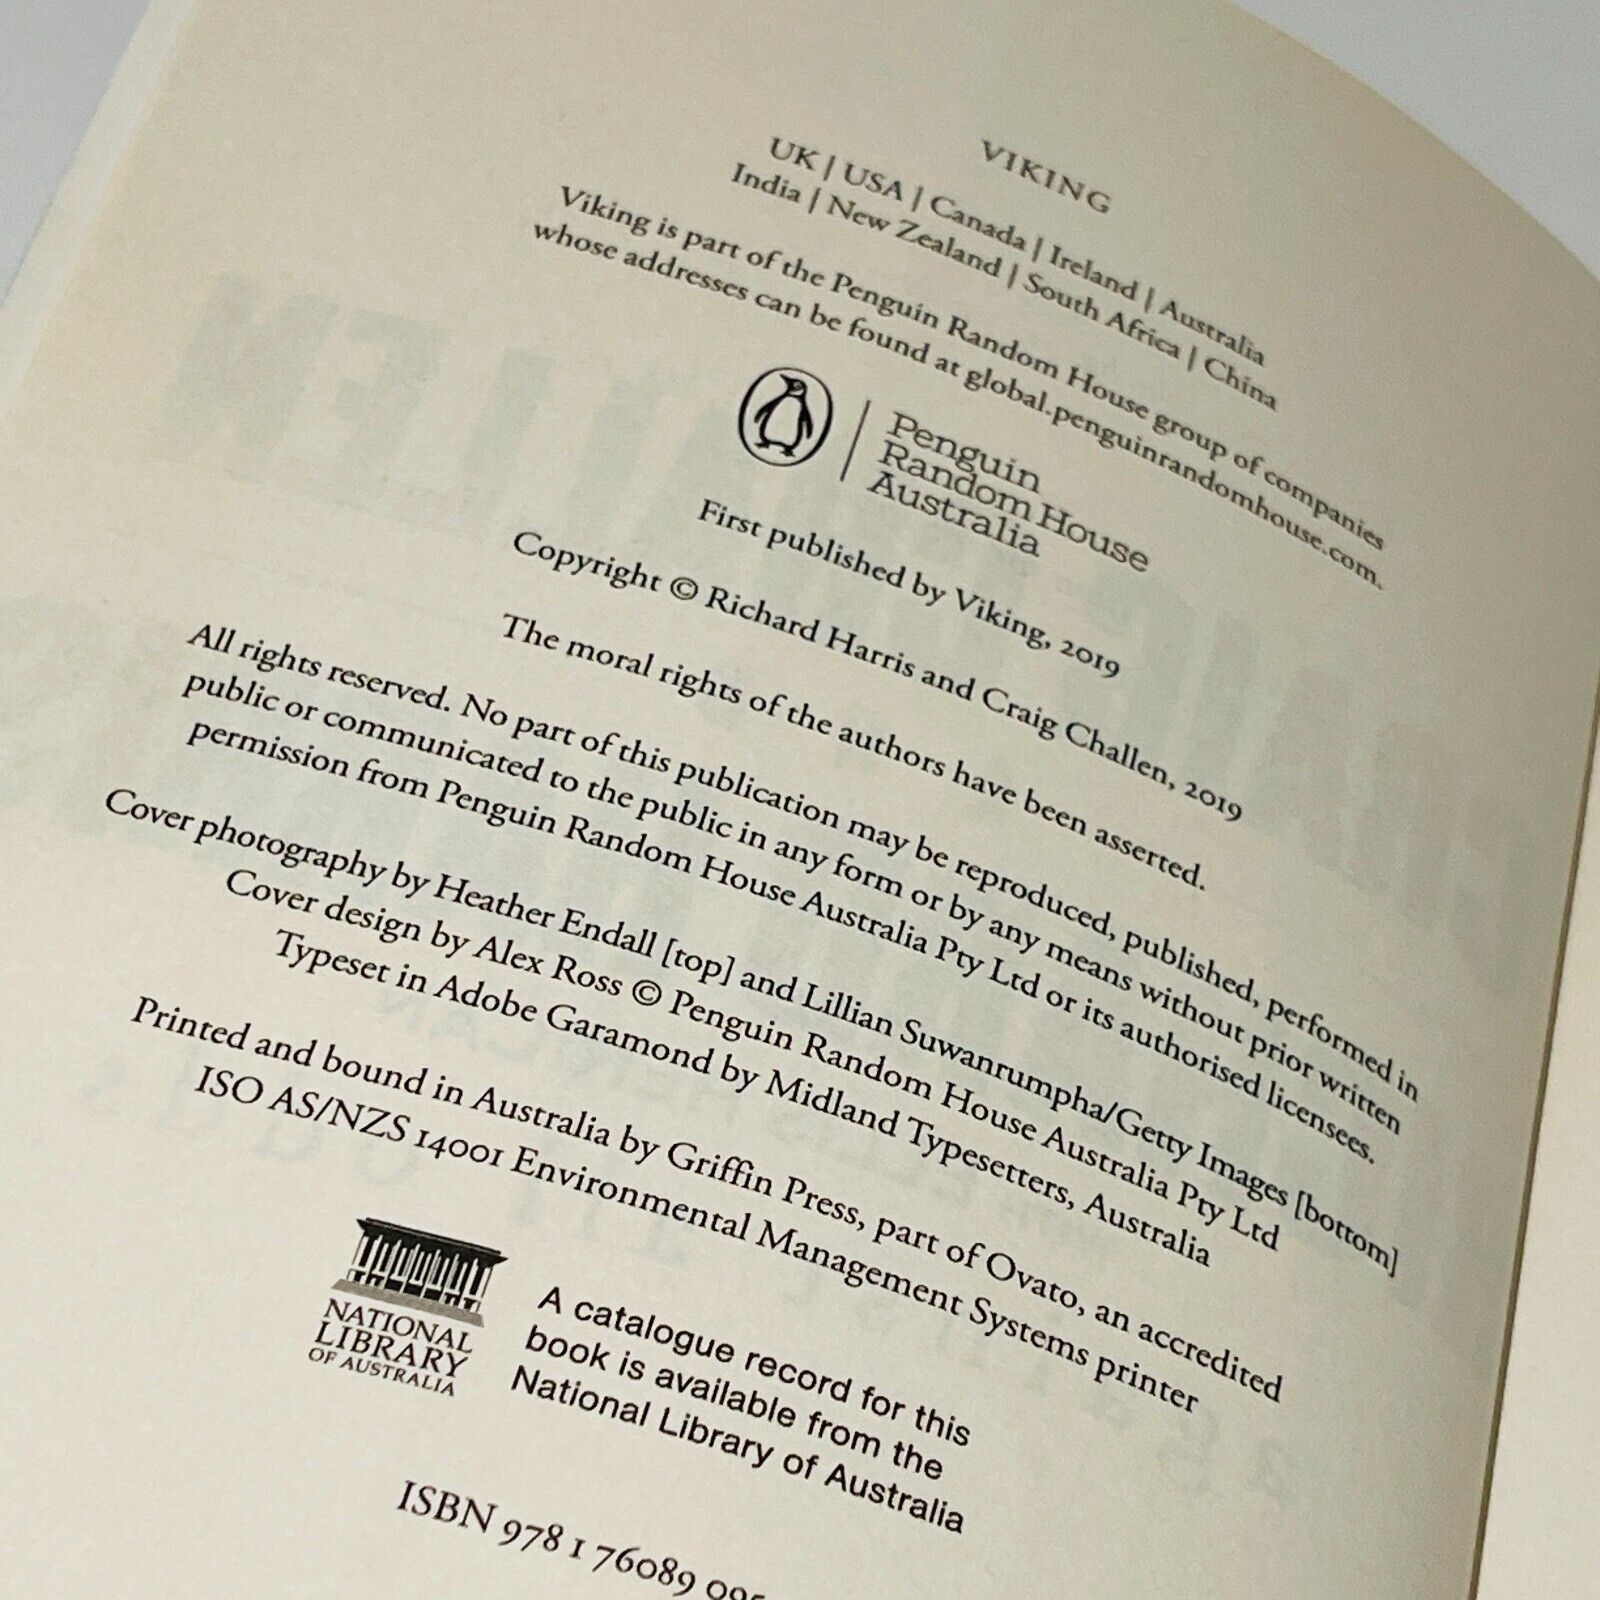 VIKING
UK | USA | Canada | Ireland | Australia
India | New Zealand | South Africa | China
Viking is part of the Penguin Random House group of companies
whose addresses can be found at global.penguinrandomhouse.com.
Penguin
Random House
Australia
First published by Viking, 2019
Copyright © Richard Harris and Craig Challen, 2019
The moral rights of the authors have been asserted.
All rights reserved. No part of this publication may be reproduced, published, performed in
public or communicated to the public in any form or by any means without prior written
permission from Penguin Random House Australia Pty Ltd or its authorised licensees.
Cover photography by Heather Endall [top] and Lillian Suwanrumpha/Getty Images [bottom]
Cover design by Alex Ross © Penguin Random House Australia Pty Ltd
Typeset in Adobe Garamond by Midland Typesetters, Australia
Printed and bound in Australia by Griffin Press, part of Ovato, an accredited
ISO AS/NZS 14001 Environmental Management Systems printer
NATIONAL
LIBRARY
OF AUSTRALIA
A catalogue record for this
book is available from the
National Library of Australia
ISBN 978 1 76089 095